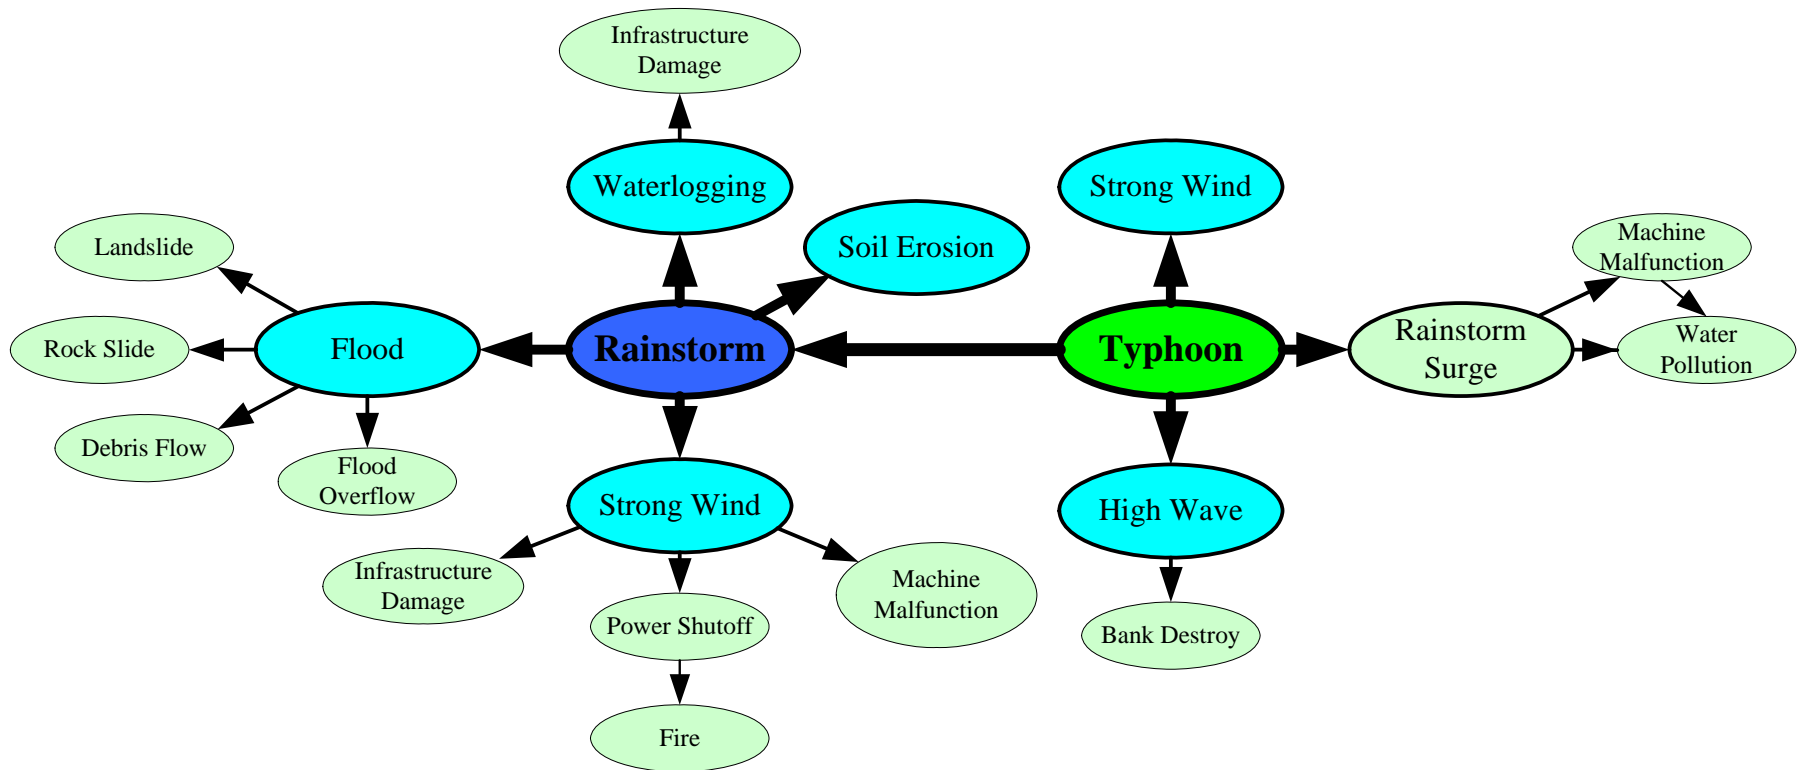 Infrastructure
Damage
Waterlogging
Strong Wind
Soil Erosion
Landslide
Machine
Malfunction
Rock Slide
Flood
Rainstorm
Typhoon
Rainstorm
Surge
Water
Pollution
Debris Flow
Flood
Overflow
Strong Wind
High Wave
Infrastructure
Damage
Machine
Malfunction
Power Shutoff
Bank Destroy
Fire